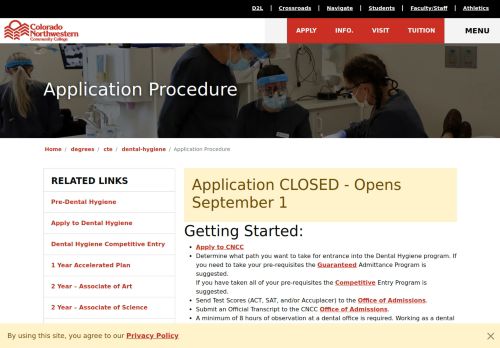 D2L | Crossroads | Navigate | Students | Faculty/Staff | Athletics
Colorado
Northwestern
Community College
APPLY INFO. VISIT TUITION MENU
Application Procedure
Home / degrees / cte / dental-hygiene / Application Procedure
RELATED LINKS
Pre-Dental Hygiene
Apply to Dental Hygiene
Dental Hygiene Competitive Entry
1 Year Accelerated Plan
2 Year – Associate of Art
2 Year – Associate of Science
Application CLOSED - Opens
September 1
Getting Started:
Apply to CNCC
Determine what path you want to take for entrance into the Dental Hygiene program. If
you need to take your pre-requisites the Guaranteed Admittance Program is
suggested.
If you have taken all of your pre-requisites the Competitive Entry Program is
suggested.
Send Test Scores (ACT, SAT, and/or Accuplacer) to the Office of Admissions.
Submit an Official Transcript to the CNCC Office of Admissions.
A minimum of 8 hours of observation at a dental office is required. Working as a dental
By using this site, you agree to our Privacy Policy